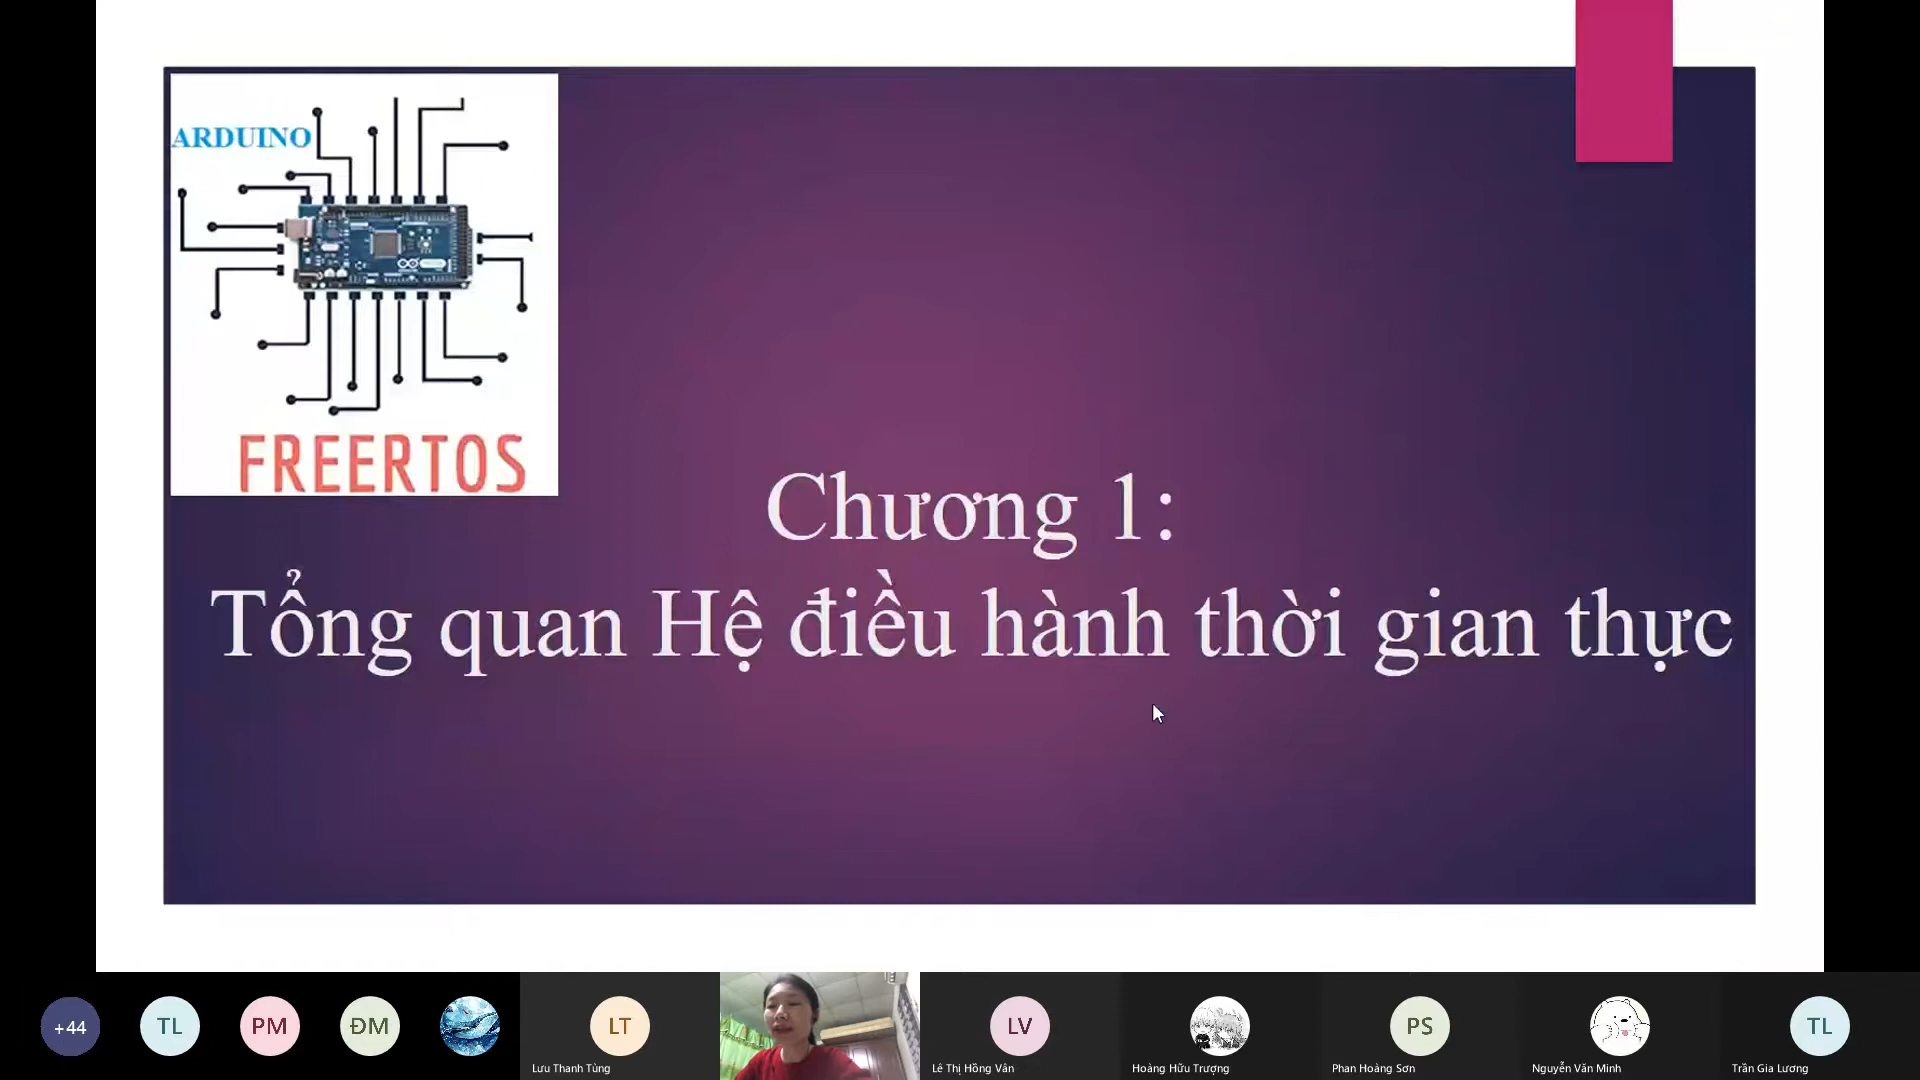 ARDUINO
FREERTOS
Chương 1:
Tổng quan Hệ điều hành thời gian thực
+44
TL
PM
ĐM
LT
LV
PS
TL
Lưu Thanh Tùng
Lê Thị Hồng Vân
Hoàng Hữu Trượng
Phan Hoàng Sơn
Nguyễn Văn Minh
Trần Gia Lương